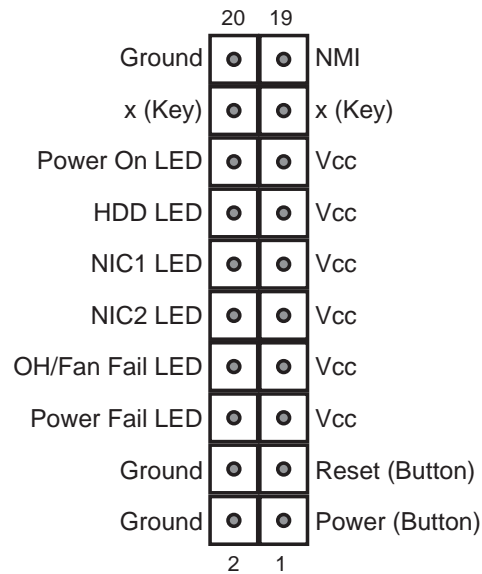 20 19
Ground NMI
x (Key) x (Key)
Power On LED Vcc
HDD LED Vcc
NIC1 LED Vcc
NIC2 LED Vcc
OH/Fan Fail LED Vcc
Power Fail LED Vcc
Ground Reset (Button)
Ground Power (Button)
2 1